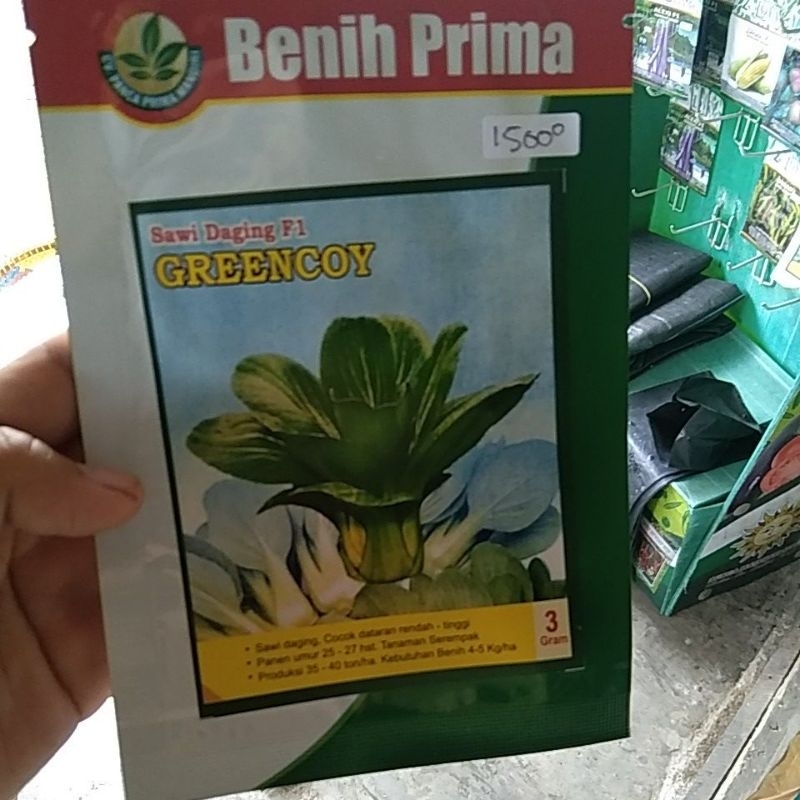 Benih Prima
15000
Sawi Daging F1
GREENCOY
• Sawi daging, Cocok dataran rendah - tinggi
• Panen umur 25 - 27 hst. Tanaman Serempak
• Produksi 35 - 40 ton/ha. Kebutuhan Benih 4-5 Kg/ha
3
Gram